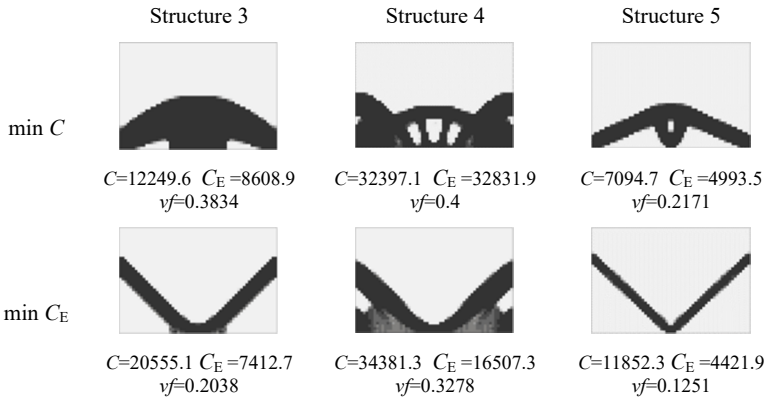 Structure 3 Structure 4 Structure 5
min C
C=12249.6 CE =8608.9 C=32397.1 CE =32831.9 C=7094.7 CE =4993.5
vf=0.3834 vf=0.4 vf=0.2171
min CE
C=20555.1 CE =7412.7 C=34381.3 CE =16507.3 C=11852.3 CE =4421.9
vf=0.2038 vf=0.3278 vf=0.1251